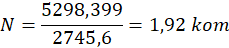 N = 5298,399 / 2745,6 = 1,92 kom